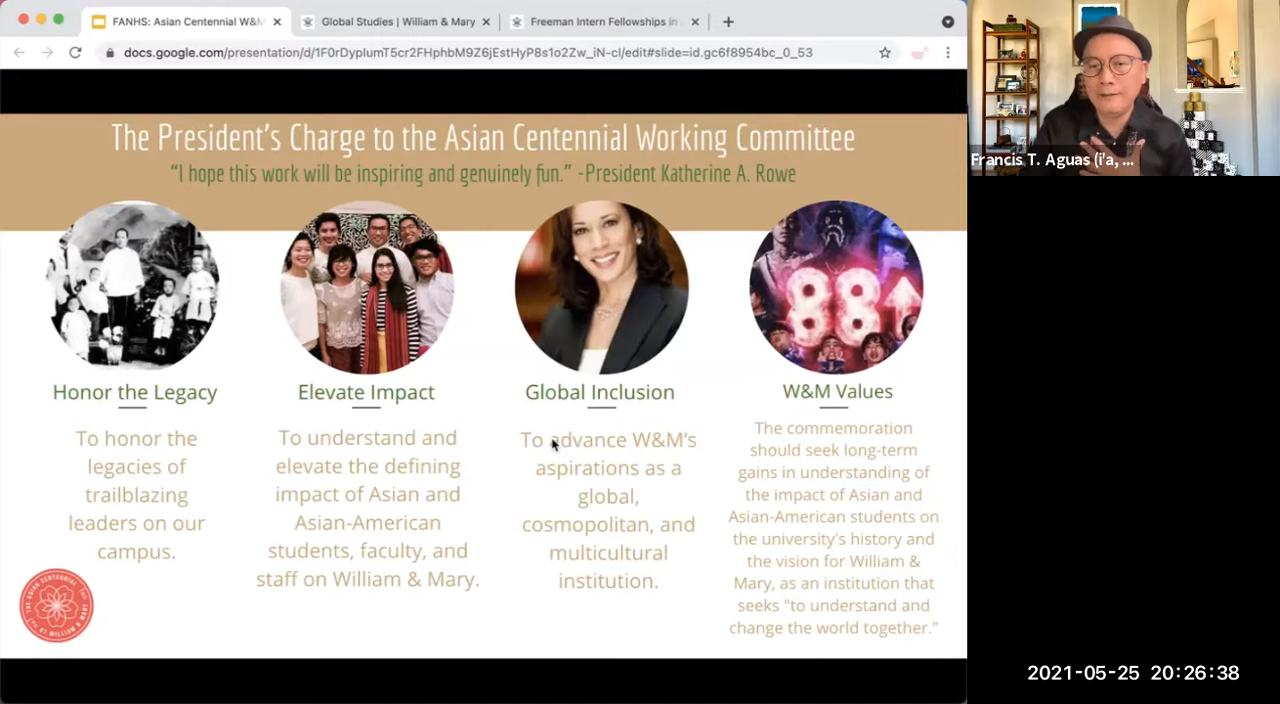 FANHS: Asian Centennial W&M
Global Studies | William & Mary
Freeman Intern Fellowships in
docs.google.com/presentation/d/1F0rDyplumT5cr2FHphbM9Z6jEstHyP8s1o2Zw_iN-cI/edit#slide=id.gc6f8954bc_0_53
Francis T. Aguas (i'a, ...
The President's Charge to the Asian Centennial Working Committee
“I hope this work will be inspiring and genuinely fun.” -President Katherine A. Rowe
88
Honor the Legacy
To honor the
legacies of
trailblazing
leaders on our
campus.
Elevate Impact
To understand and
elevate the defining
impact of Asian and
Asian-American
students, faculty, and
staff on William & Mary.
Global Inclusion
To advance W&M's
aspirations as a
global,
cosmopolitan, and
multicultural
institution.
W&M Values
The commemoration
should seek long-term
gains in understanding of
the impact of Asian and
Asian-American students on
the university's history and
the vision for William &
Mary, as an institution that
seeks "to understand and
change the world together.”
THE ASIAN CENTENNIAL
AT WILLIAM & MARY
2021-05-25 20:26:38